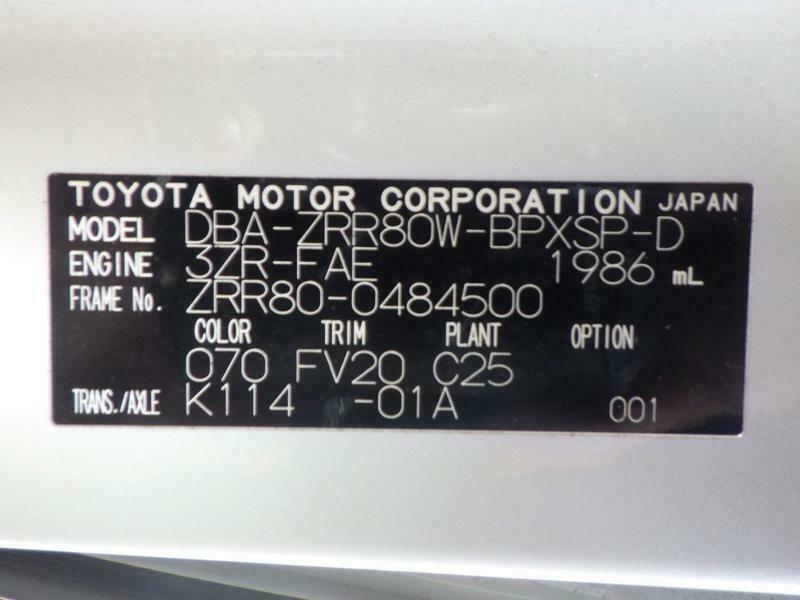 TOYOTA MOTOR CORPORATION JAPAN
MODEL DBA-ZRR80W-BPXSP-D
ENGINE 3ZR-FAE 1986 mL
FRAME No. ZRR80-0484500
COLOR TRIM PLANT OPTION
070 FV20 C25
TRANS./AXLE K114 -01A 001